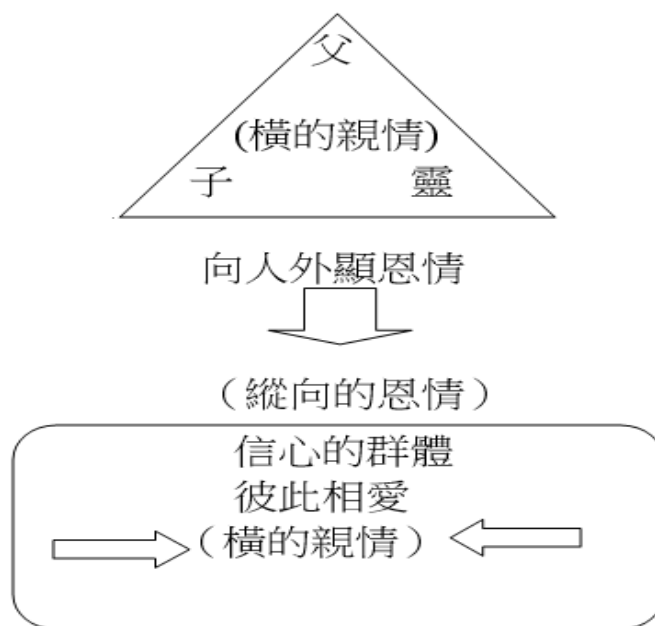 父
(橫的親情)
子 靈
向人外顯恩情
（縱向的恩情）
信心的群體
彼此相愛
（橫的親情）